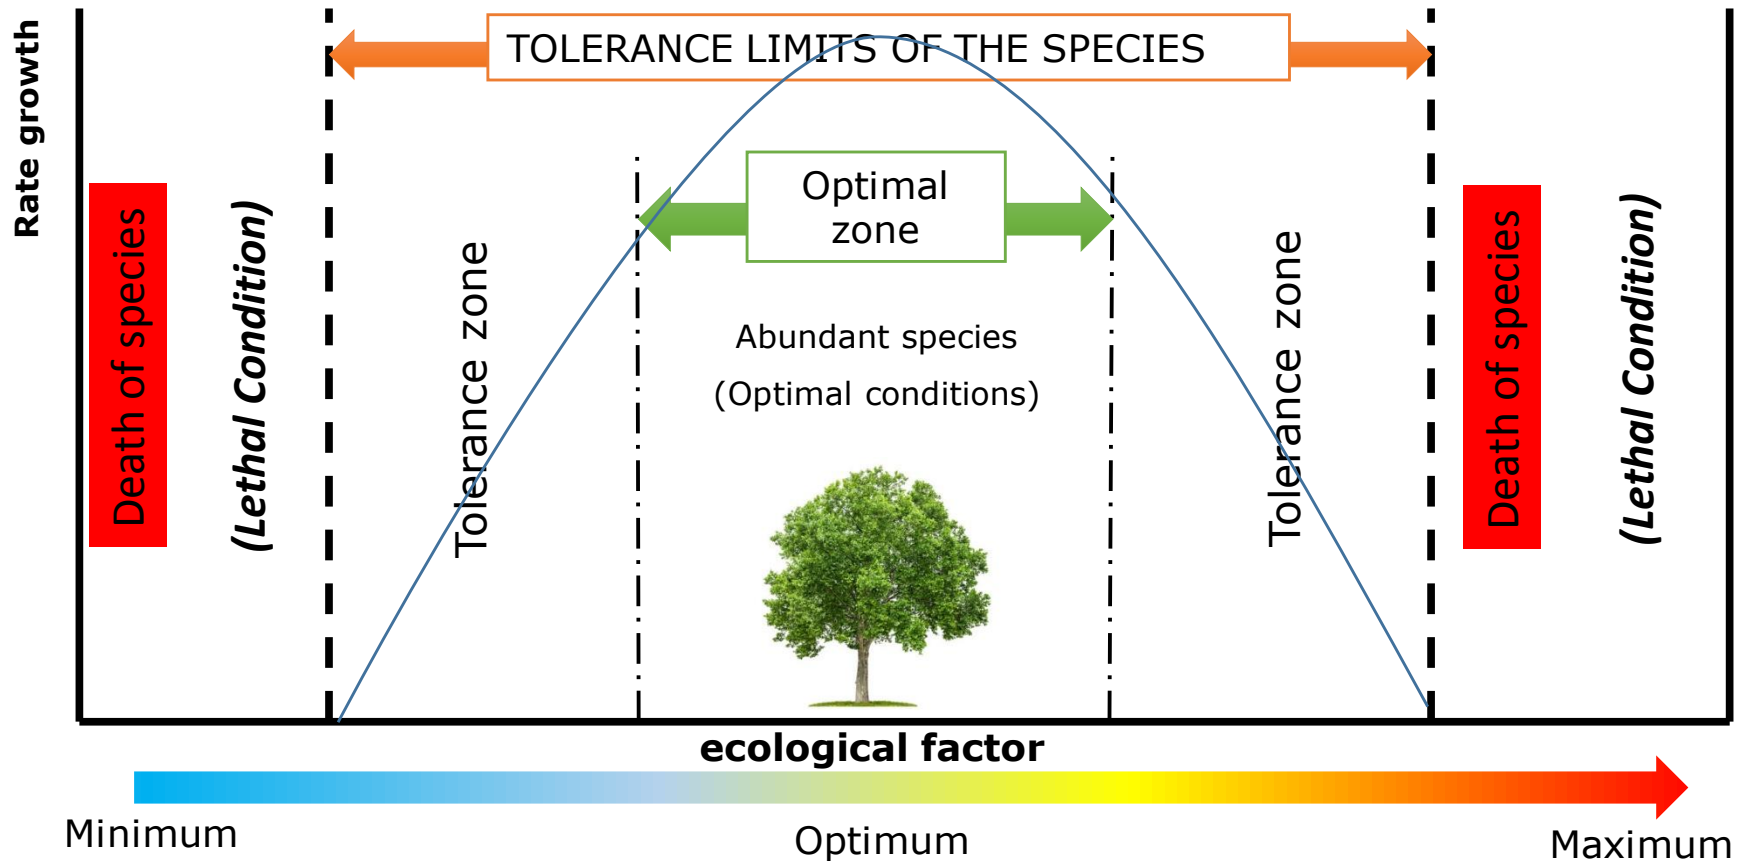 Rate growth
TOLERANCE LIMITS OF THE SPECIES
Death of species
(Lethal Condition)
Tolerance zone
Optimal
zone
Abundant species
(Optimal conditions)
Tolerance zone
Death of species
(Lethal Condition)
ecological factor
Minimum
Optimum
Maximum